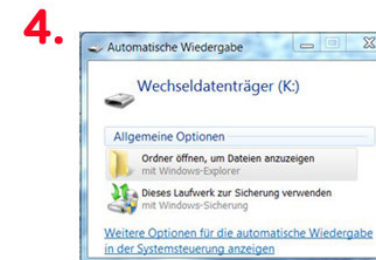 4.
Automatische Wiedergabe
Wechseldatenträger (K:)
Allgemeine Optionen
Ordner öffnen, um Dateien anzuzeigen
mit Windows-Explorer
Dieses Laufwerk zur Sicherung verwenden
mit Windows-Sicherung
Weitere Optionen für die automatische Wiedergabe
in der Systemsteuerung anzeigen